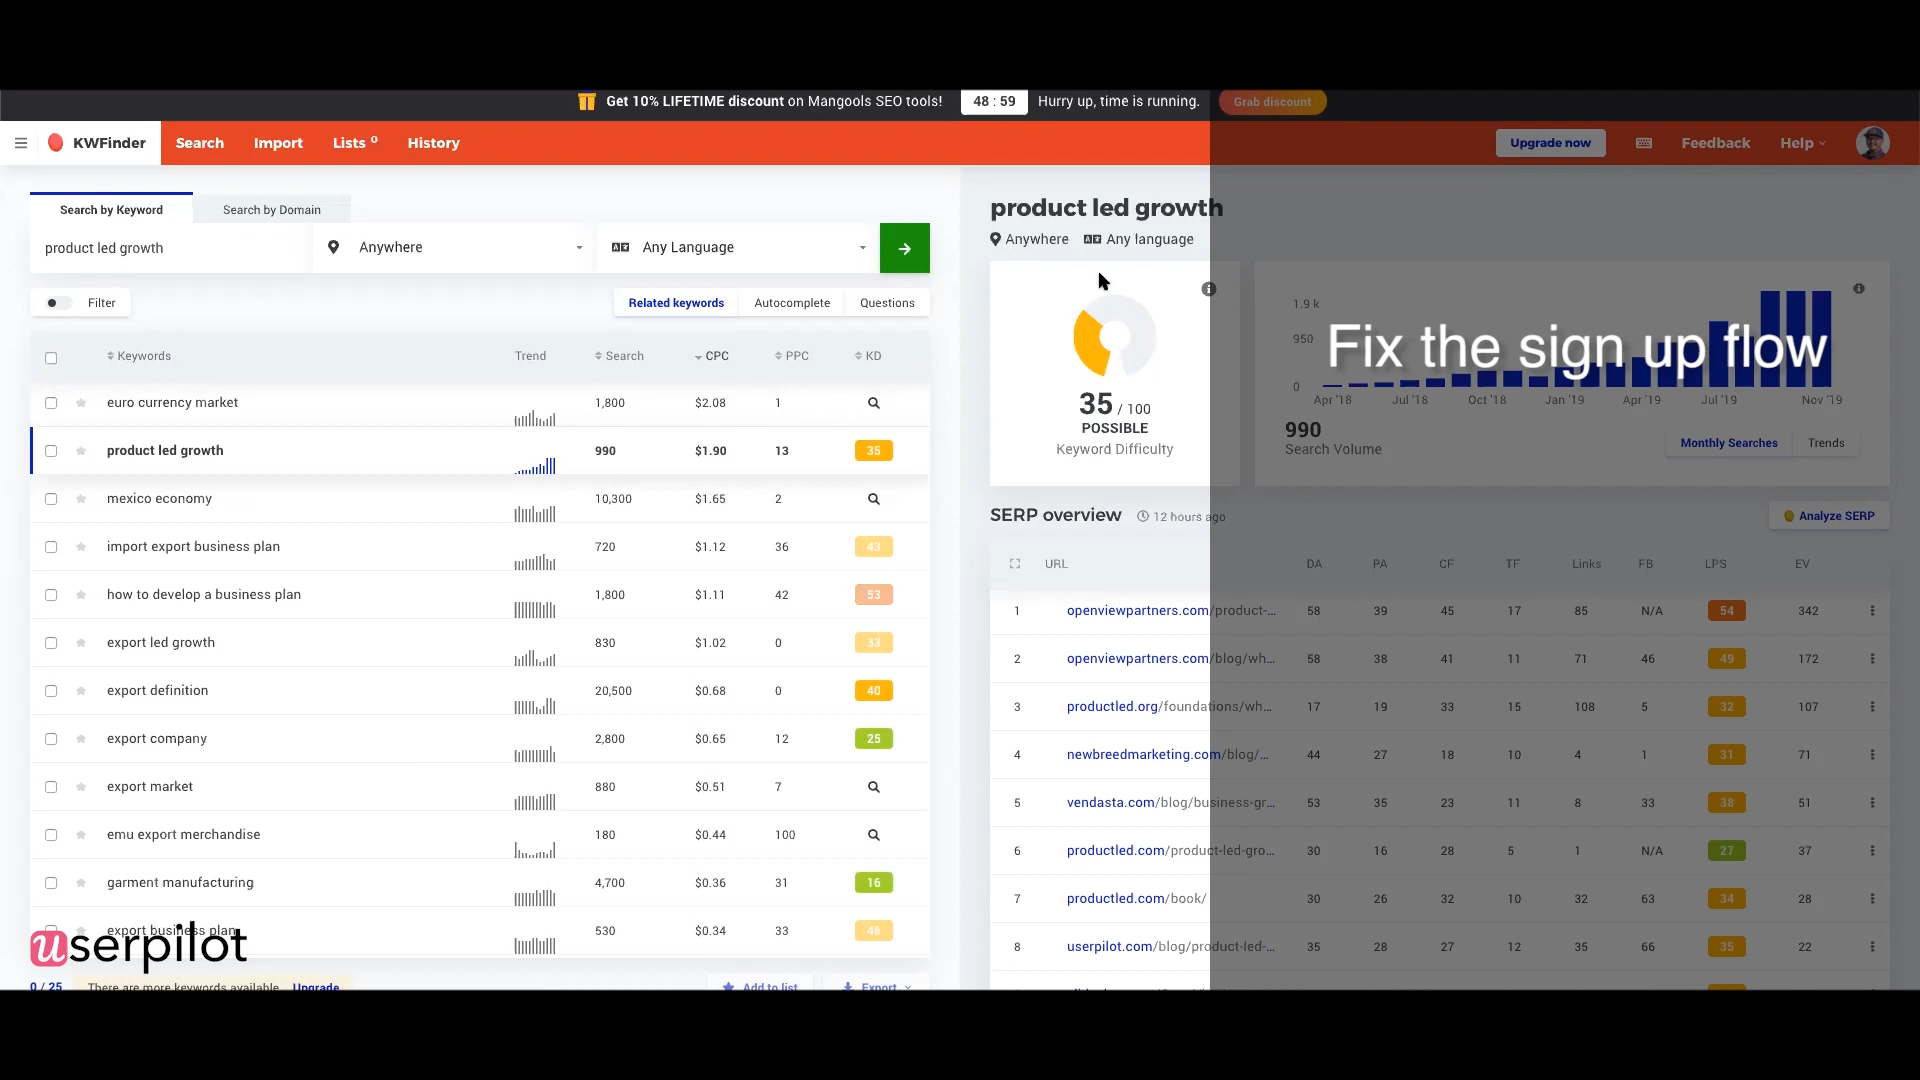 Get 10% LIFETIME discount on Mangools SEO tools! 48 : 59 Hurry up, time is running. Grab discount
KWFinder Search Import Lists 0 History Upgrade now Feedback Help
Search by Keyword Search by Domain
product led growth Anywhere Any Language
Filter Related keywords Autocomplete Questions
Keywords Trend Search CPC PPC KD
euro currency market 1,800 $2.08 1
product led growth 990 $1.90 13 35
mexico economy 10,300 $1.65 2
import export business plan 720 $1.12 36 43
how to develop a business plan 1,800 $1.11 42 53
export led growth 830 $1.02 0 33
export definition 20,500 $0.68 0 40
export company 2,800 $0.65 12 25
export market 880 $0.51 7
emu export merchandise 180 $0.44 100
garment manufacturing 4,700 $0.36 31 16
export business plan 530 $0.34 33 46
userpilot
0 / 25 There are more keywords available Upgrade Add to list Export
product led growth
Anywhere Any language
35 / 100
POSSIBLE
Keyword Difficulty
1.9 k
950
0
Apr '18 Jul '18 Oct '18 Jan '19 Apr '19 Jul '19 Nov '19
Fix the sign up flow
990
Search Volume
Monthly Searches Trends
SERP overview 12 hours ago Analyze SERP
URL DA PA CF TF Links FB LPS EV
1 openviewpartners.com/product-... 58 39 45 17 85 N/A 54 342
2 openviewpartners.com/blog/wh... 58 38 41 11 71 46 49 172
3 productled.org/foundations/wh... 17 19 33 15 108 5 32 107
4 newbreedmarketing.com/blog/... 44 27 18 10 4 1 31 71
5 vendasta.com/blog/business-gr... 53 35 23 11 8 33 38 51
6 productled.com/product-led-gro... 30 16 28 5 1 N/A 27 37
7 productled.com/book/ 30 26 32 10 32 63 34 28
8 userpilot.com/blog/product-led-... 35 28 27 12 35 66 35 22